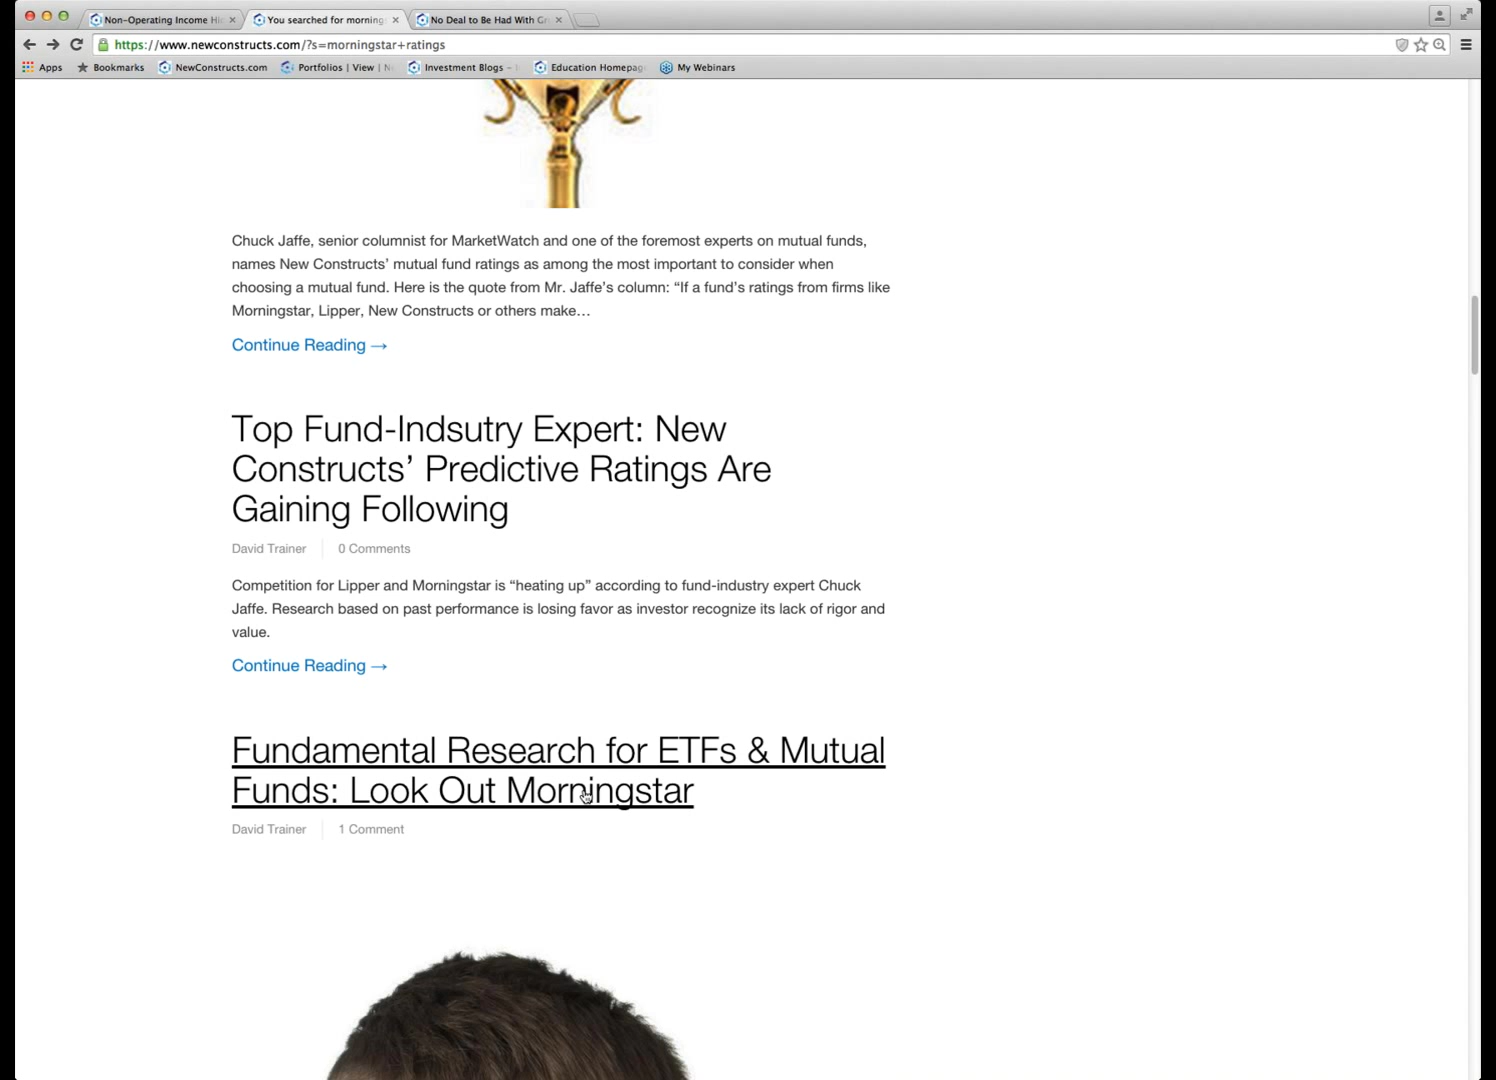 Non-Operating Income Hi
You searched for morning
No Deal to Be Had With G
https://www.newconstructs.com/?s=morningstar+ratings
Apps
Bookmarks
NewConstructs.com
Portfolios | View | N
Investment Blogs –
Education Homepag
My Webinars
Chuck Jaffe, senior columnist for MarketWatch and one of the foremost experts on mutual funds,
names New Constructs’ mutual fund ratings as among the most important to consider when
choosing a mutual fund. Here is the quote from Mr. Jaffe’s column: “If a fund’s ratings from firms like
Morningstar, Lipper, New Constructs or others make…
Continue Reading →
Top Fund-Indsutry Expert: New
Constructs’ Predictive Ratings Are
Gaining Following
David Trainer
0 Comments
Competition for Lipper and Morningstar is “heating up” according to fund-industry expert Chuck
Jaffe. Research based on past performance is losing favor as investor recognize its lack of rigor and
value.
Continue Reading →
Fundamental Research for ETFs & Mutual
Funds: Look Out Morningstar
David Trainer
1 Comment